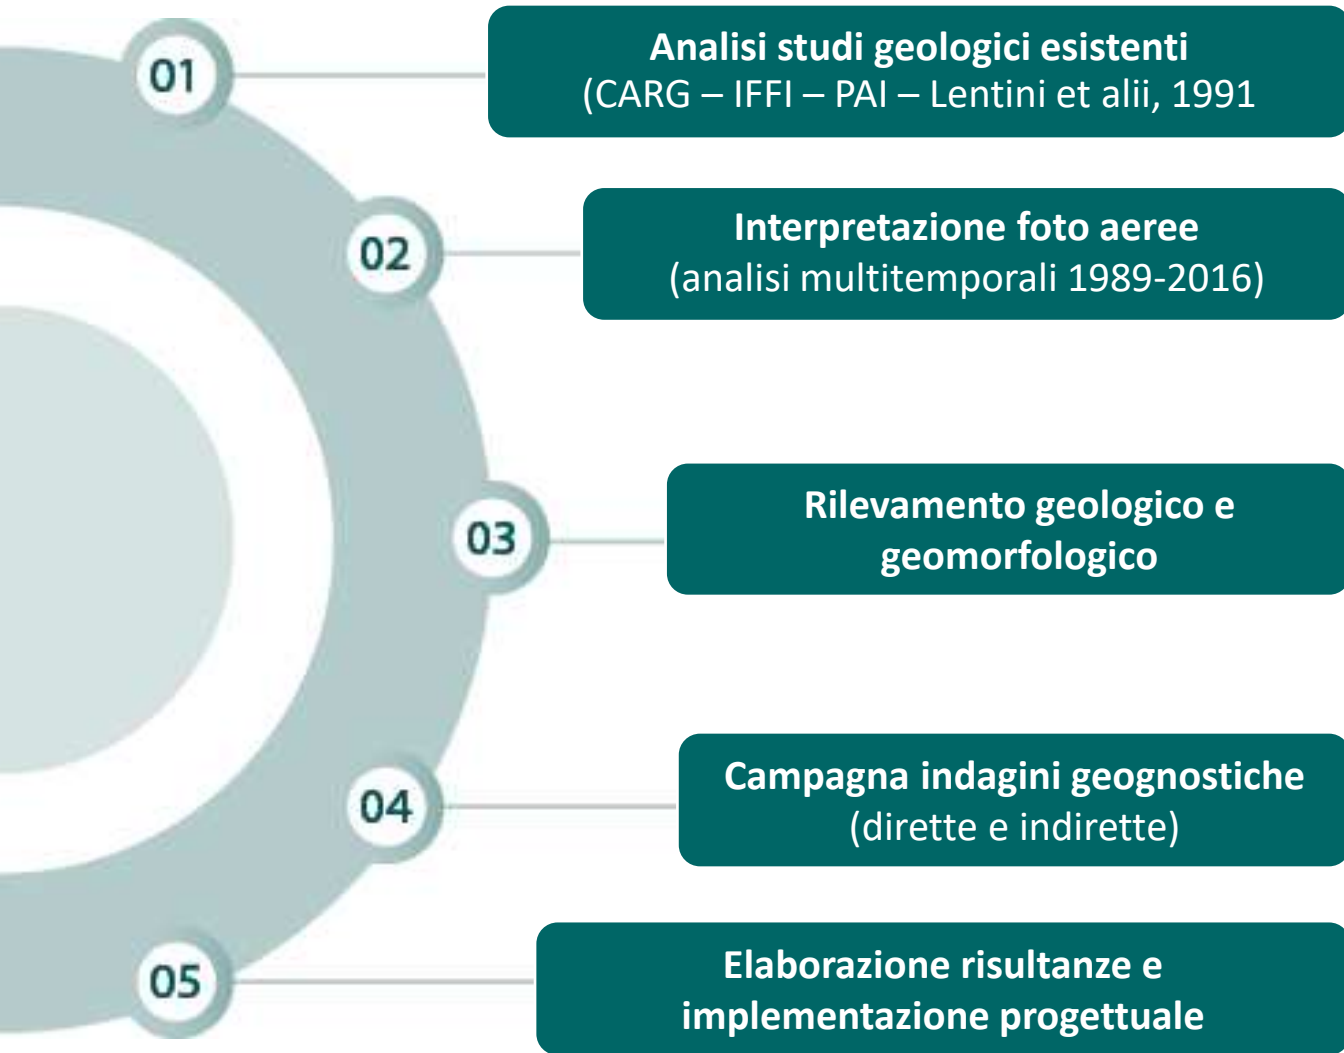 01
Analisi studi geologici esistenti
(CARG – IFFI – PAI – Lentini et alii, 1991
02
Interpretazione foto aeree
(analisi multitemporali 1989-2016)
03
Rilevamento geologico e
geomorfologico
04
Campagna indagini geognostiche
(dirette e indirette)
05
Elaborazione risultanze e
implementazione progettuale